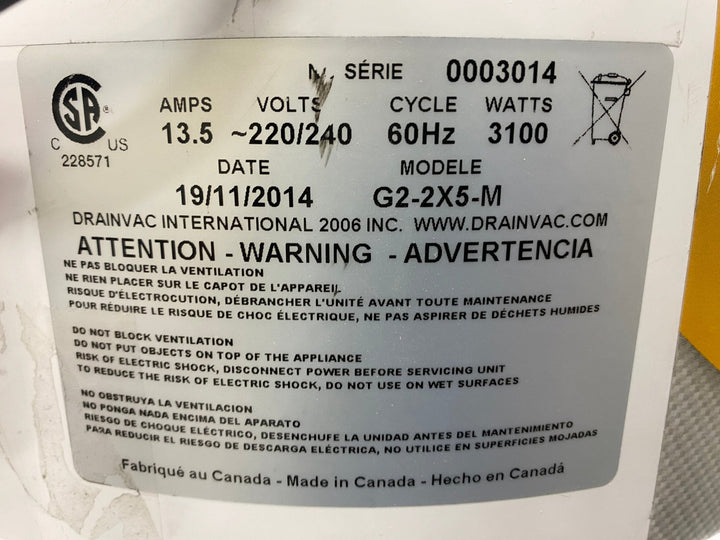 N. SÉRIE 0003014
AMPS VOLTS CYCLE WATTS
13.5 ~220/240 60Hz 3100
SA
C US
228571
DATE MODELE
19/11/2014 G2-2X5-M
DRAINVAC INTERNATIONAL 2006 INC. WWW.DRAINVAC.COM
ATTENTION - WARNING - ADVERTENCIA
NE PAS BLOQUER LA VENTILATION
NE RIEN PLACER SUR LE CAPOT DE L'APPAREIL
RISQUE D'ÉLECTROCUTION, DÉBRANCHER L'UNITÉ AVANT TOUTE MAINTENANCE
POUR RÉDUIRE LE RISQUE DE CHOC ÉLECTRIQUE, NE PAS ASPIRER DE DÉCHETS HUMIDES
DO NOT BLOCK VENTILATION
DO NOT PUT OBJECTS ON TOP OF THE APPLIANCE
RISK OF ELECTRIC SHOCK, DISCONNECT POWER BEFORE SERVICING UNIT
TO REDUCE THE RISK OF ELECTRIC SHOCK, DO NOT USE ON WET SURFACES
NO OBSTRUYA LA VENTILACION
NO PONGA NADA ENCIMA DEL APARATO
RIESGO DE CHOQUE ELÉCTRICO, DESENCHUFE LA UNIDAD ANTES DEL MANTENIMIENTO
PARA REDUCIR EL RIESGO DE DESCARGA ELÉCTRICA, NO UTILICE EN SUPERFICIES MOJADAS
Fabriqué au Canada - Made in Canada - Hecho en Canadá